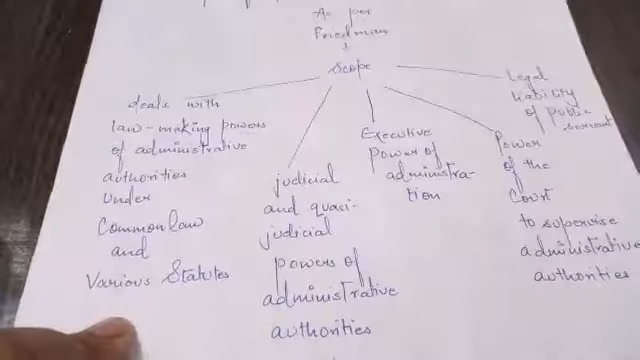 As per
Friedman
Scope
deals with
law-making powers
of administrative
authorities
under
Common law
and
Various Statutes
judicial
and quasi-
judicial
powers of
administrative
authorities
Executive
Power of
administra-
tion
Power
of the
Court
to supervise
administrative
authorities
Legal
liability
of public
servant